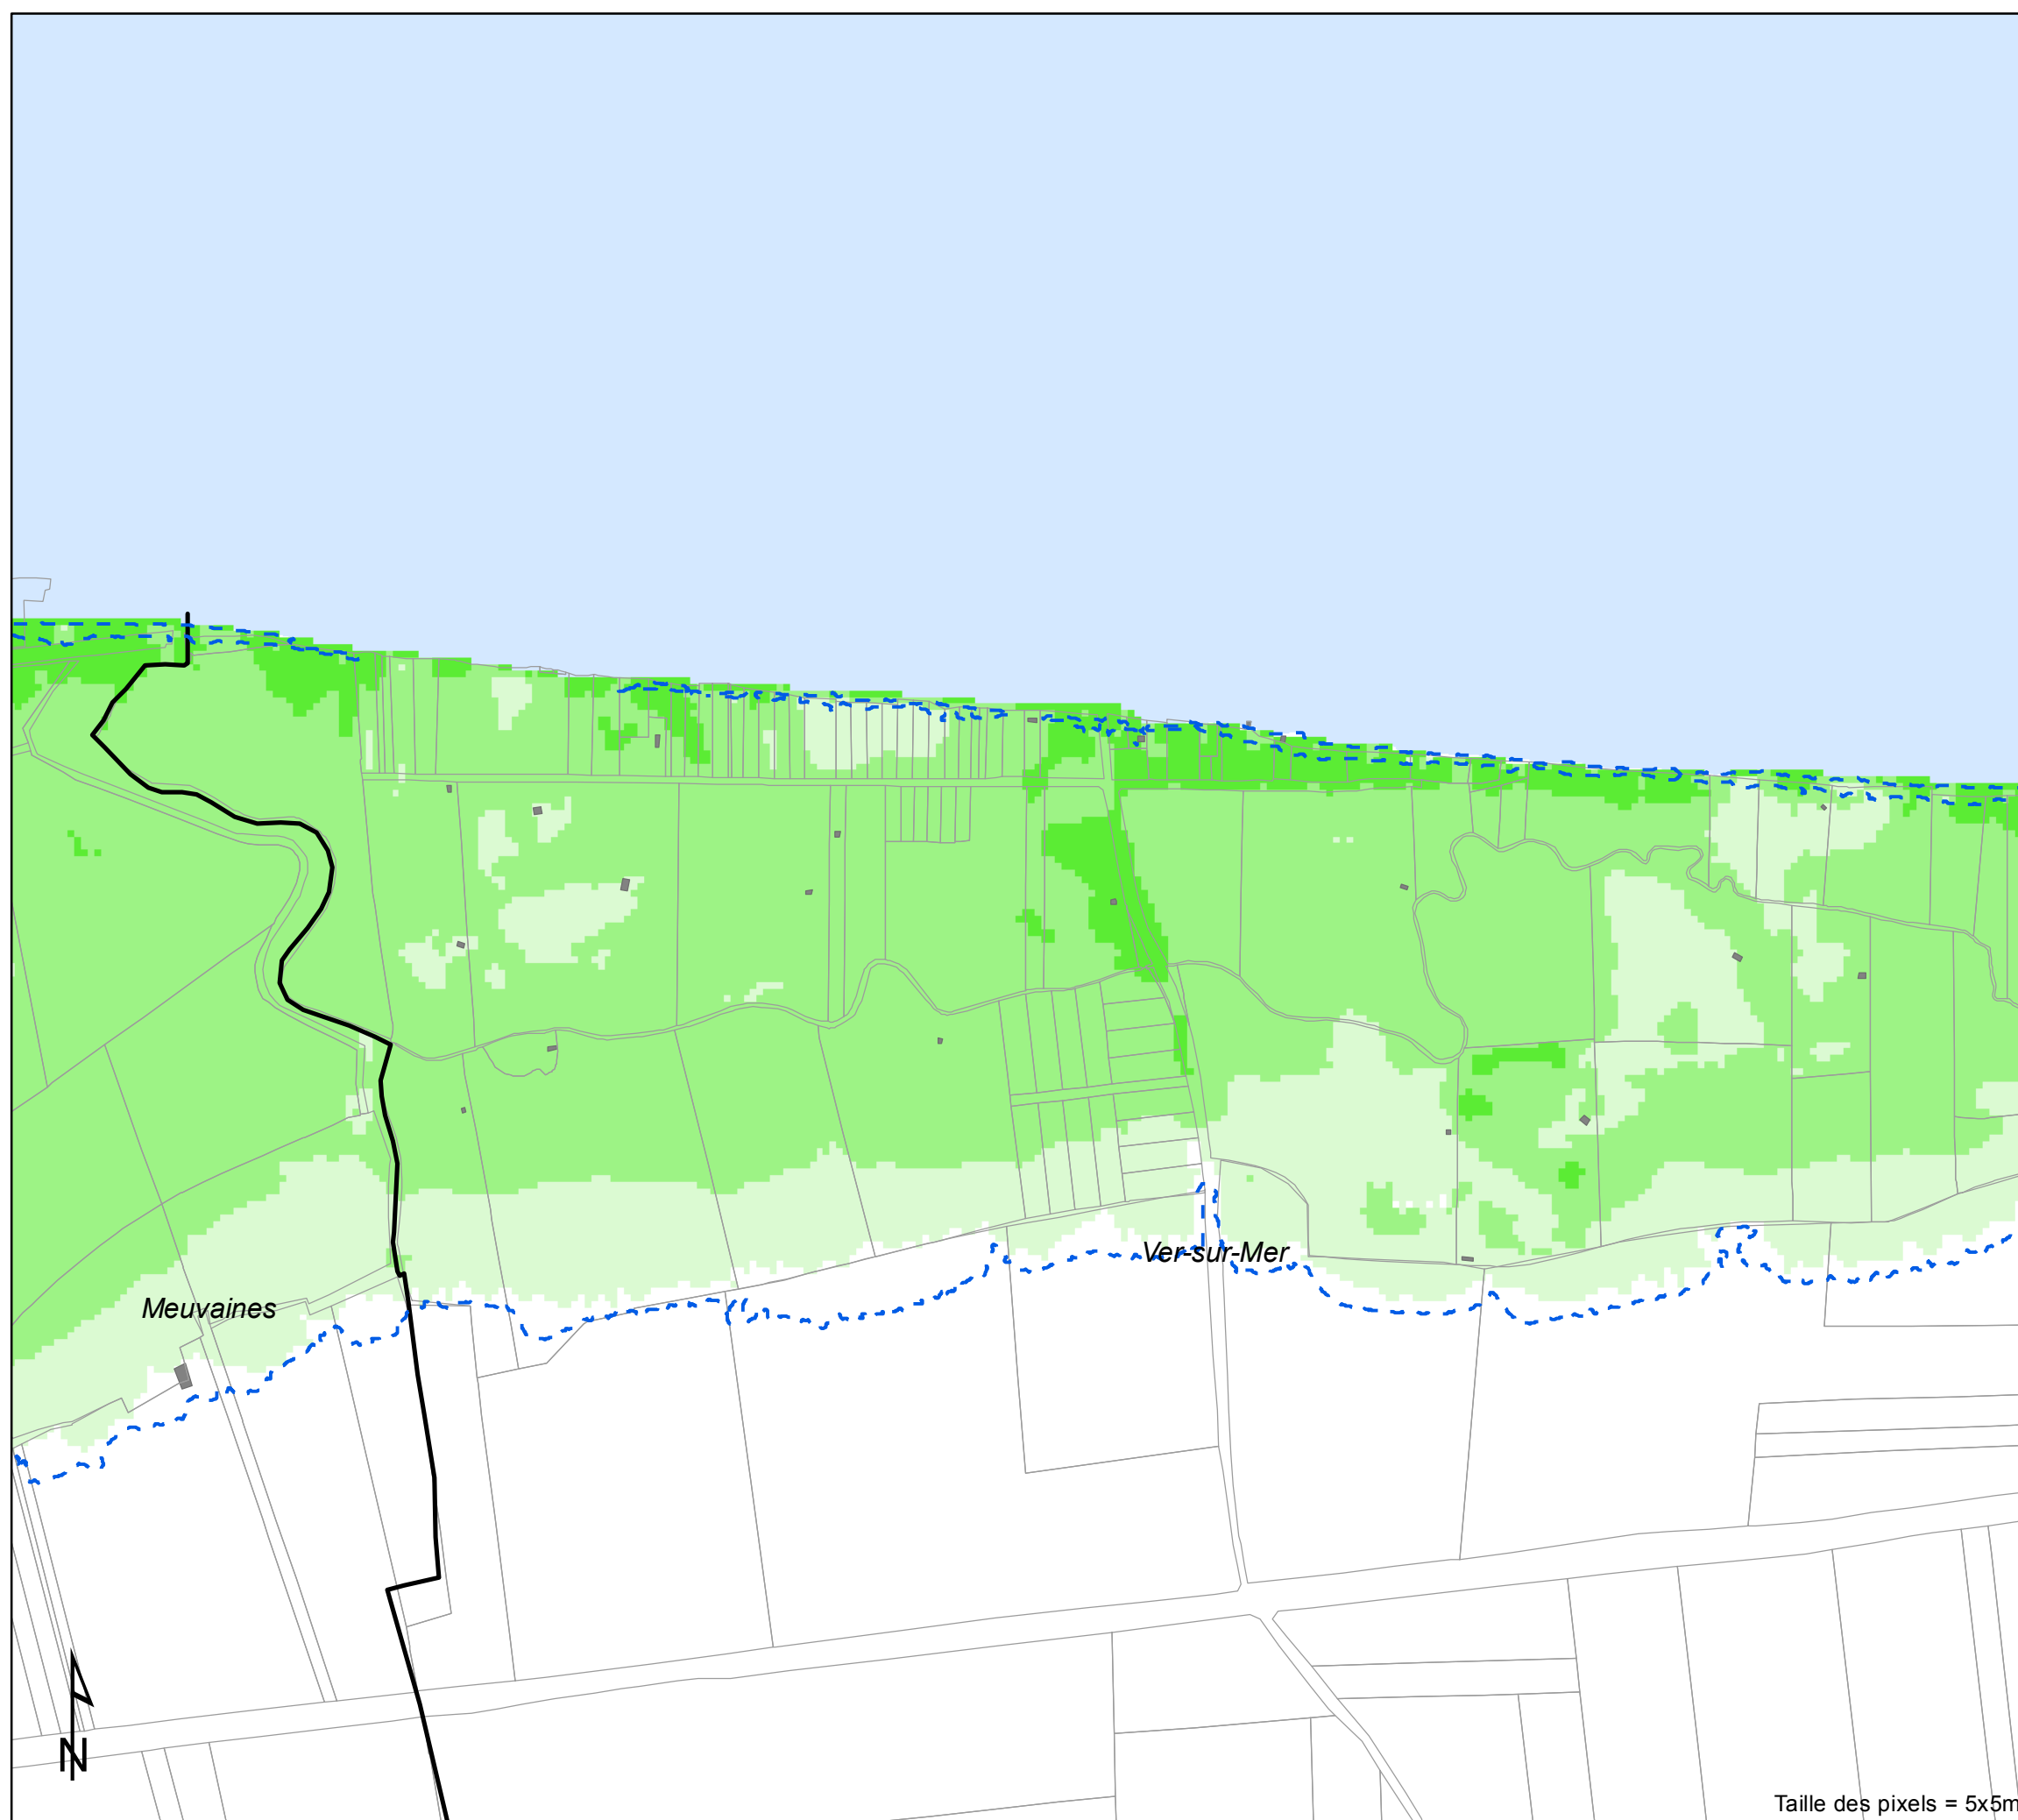 Ver-sur-Mer
Meuvaines
N
Taille des pixels = 5x5m